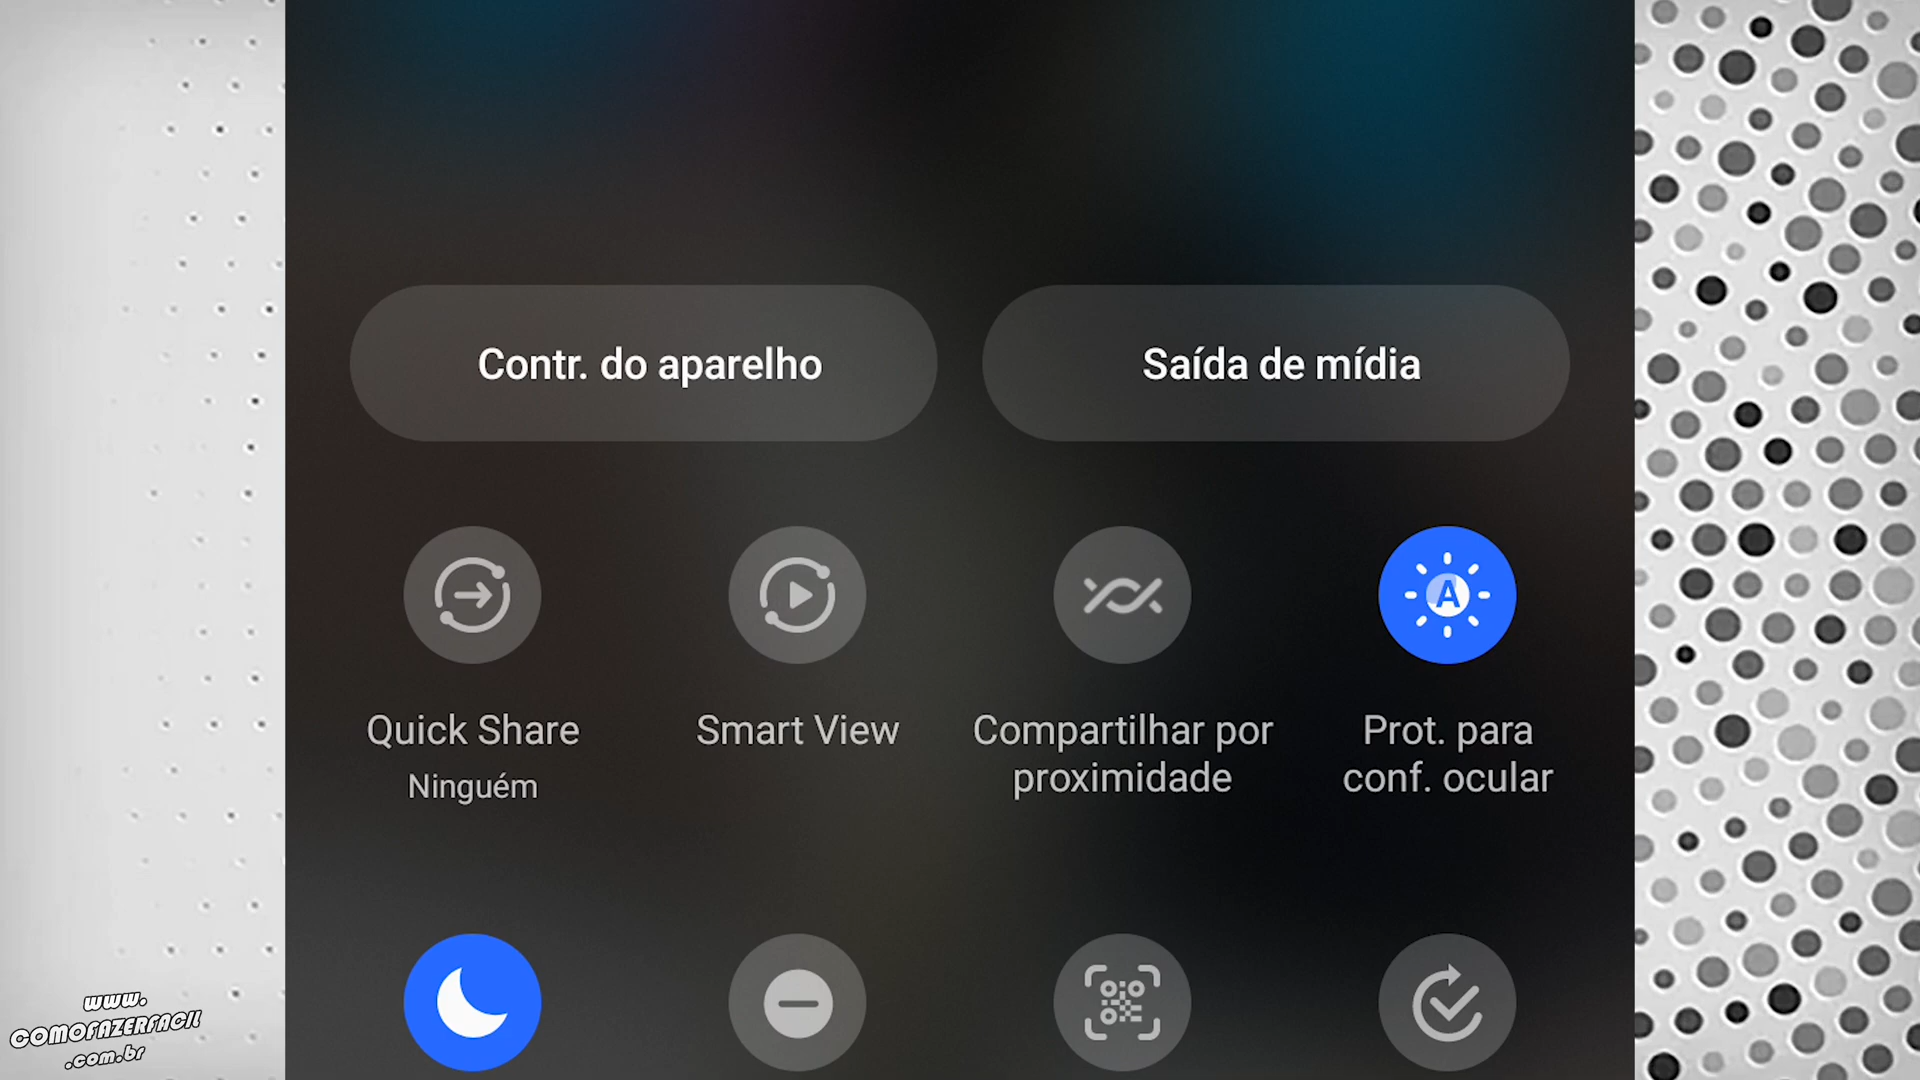 Contr. do aparelho
Saída de mídia
A
Quick Share
Ninguém
Smart View
Compartilhar por
proximidade
Prot. para
conf. ocular
www.
COMOFAZERFACIL
.com.br